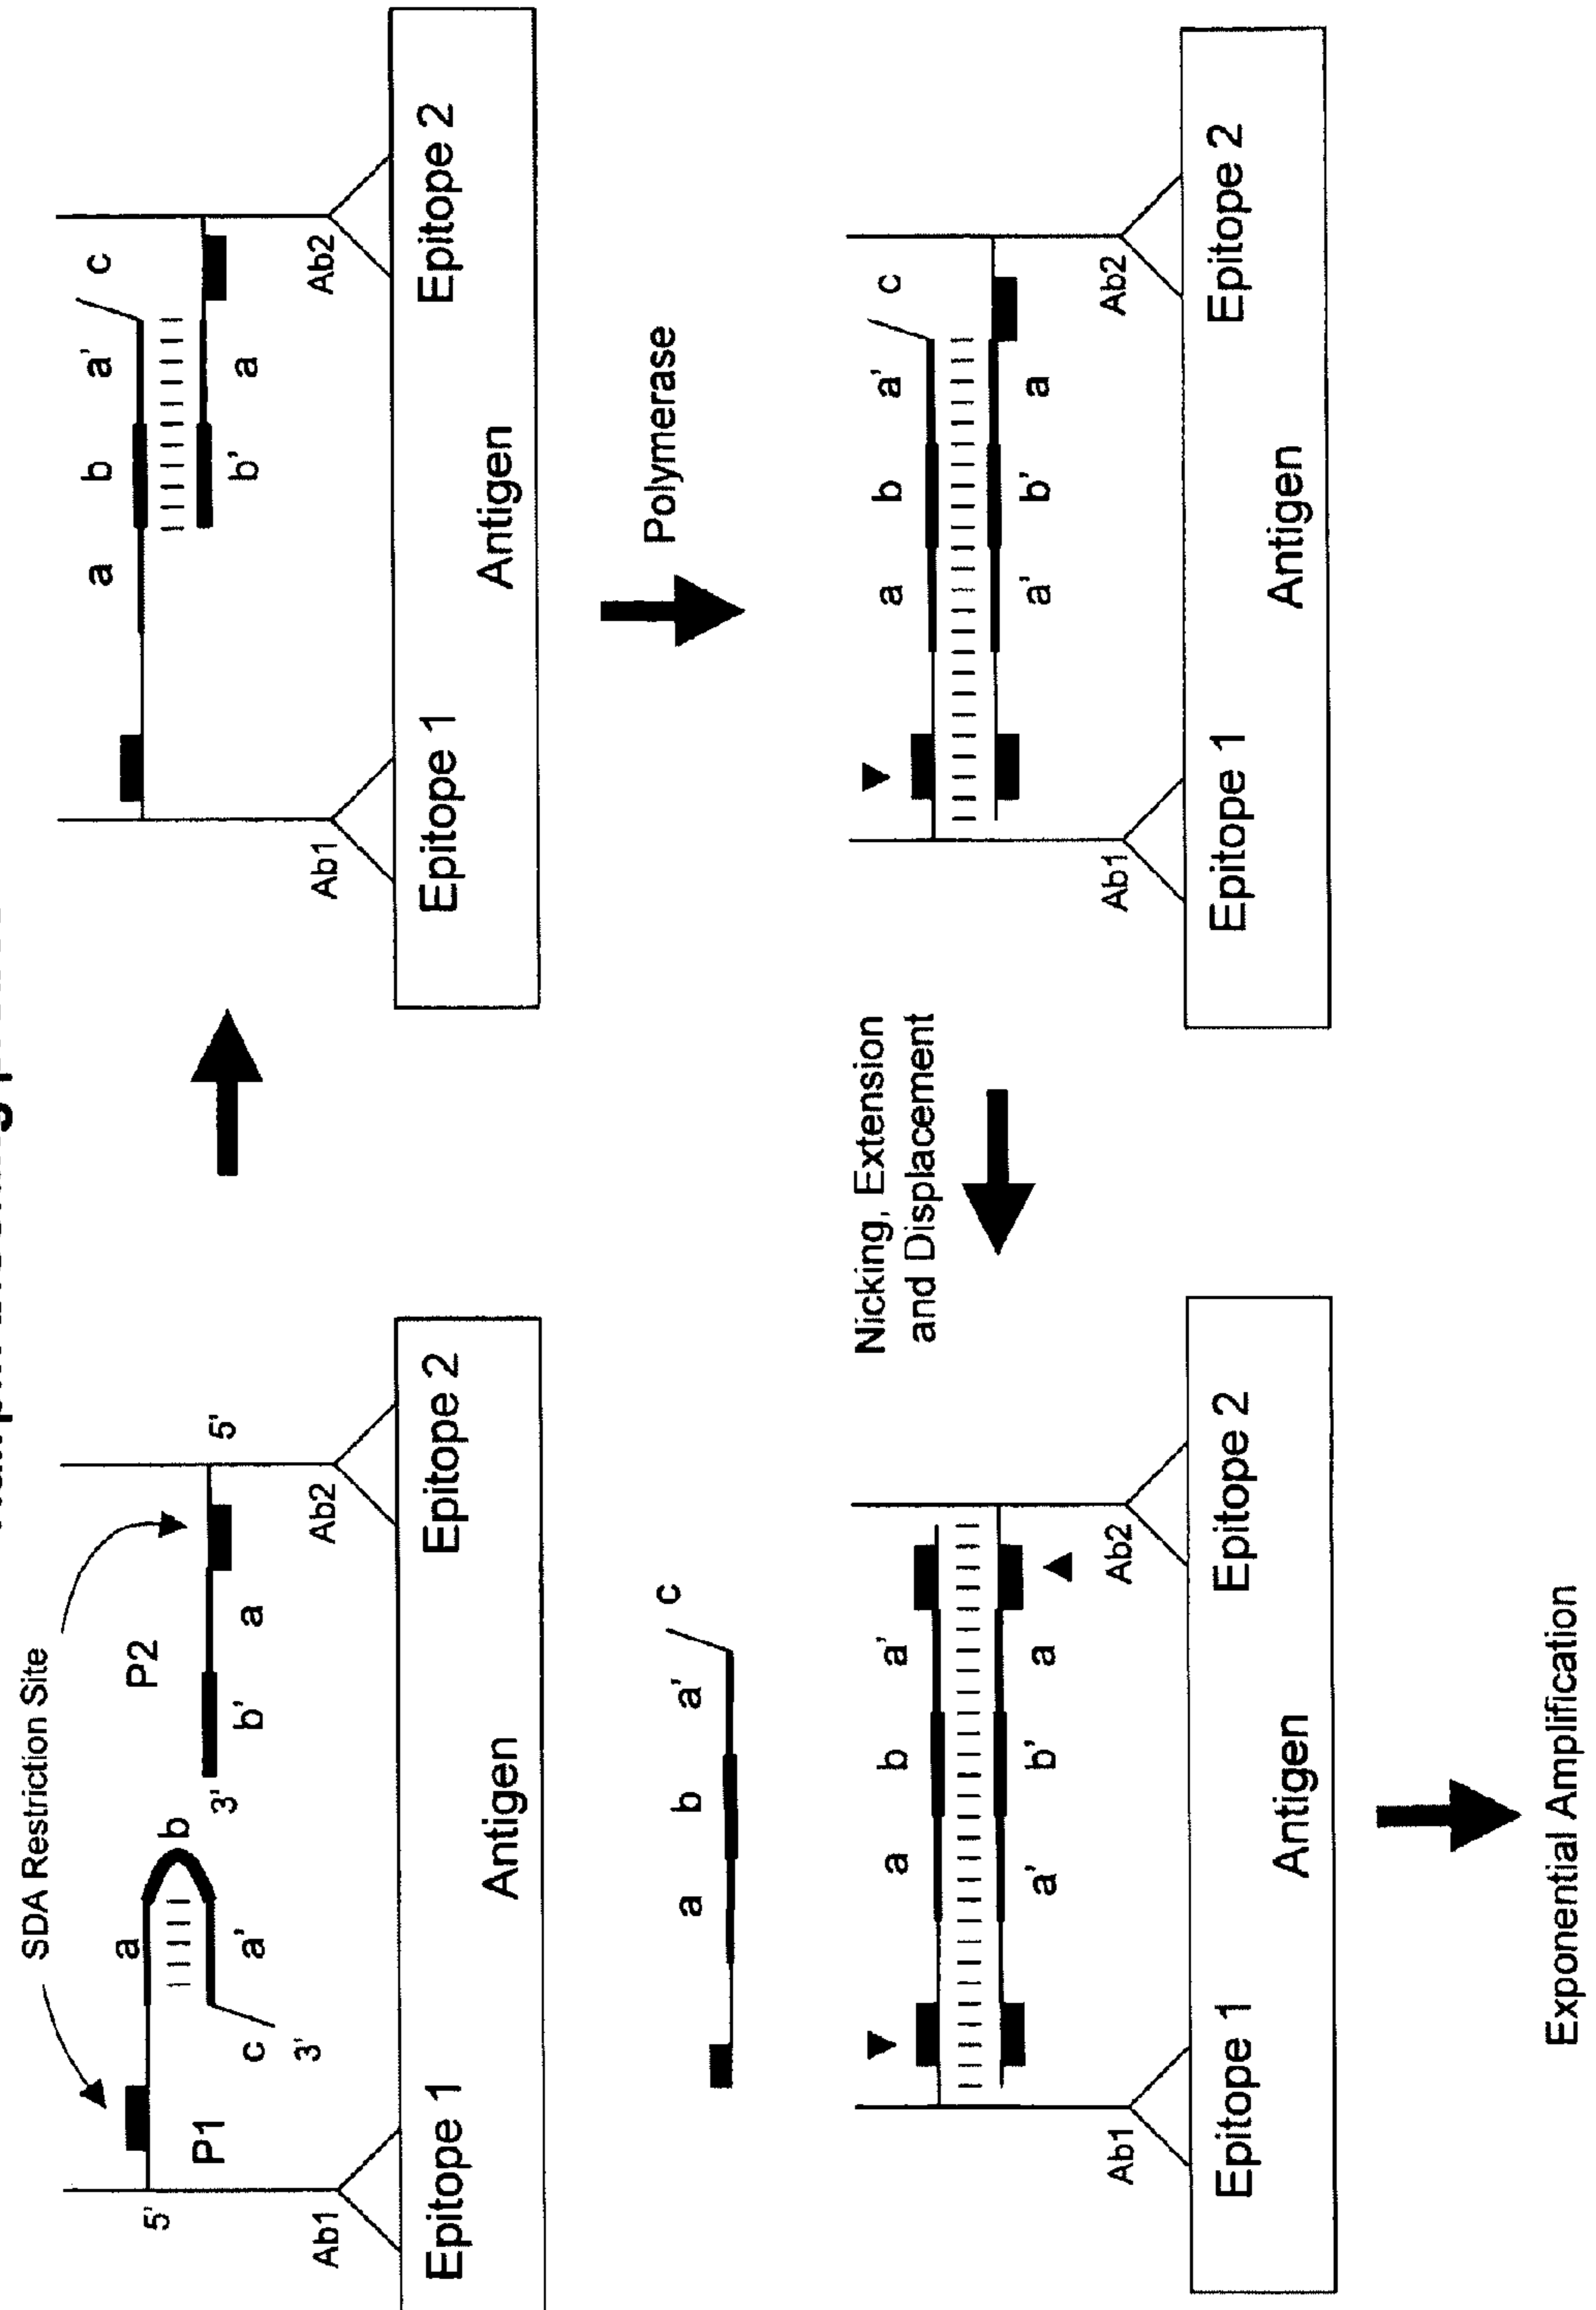 SDA Restriction Site
5'
P1
a
a'
b
c
3'
P2
3'
b'
a
5'
Ab1
Ab2
Epitope 1
Epitope 2
Antigen
a
b
a'
c
b'
a
Ab1
Ab2
Epitope 1
Epitope 2
Antigen
Polymerase
a
b
a'
c
a'
b'
a
Ab1
Ab2
Epitope 1
Epitope 2
Antigen
Nicking, Extension
and Displacement
a
b
a'
c
a
b
a'
a'
b'
a
Ab1
Ab2
Epitope 1
Epitope 2
Antigen
Exponential Amplification